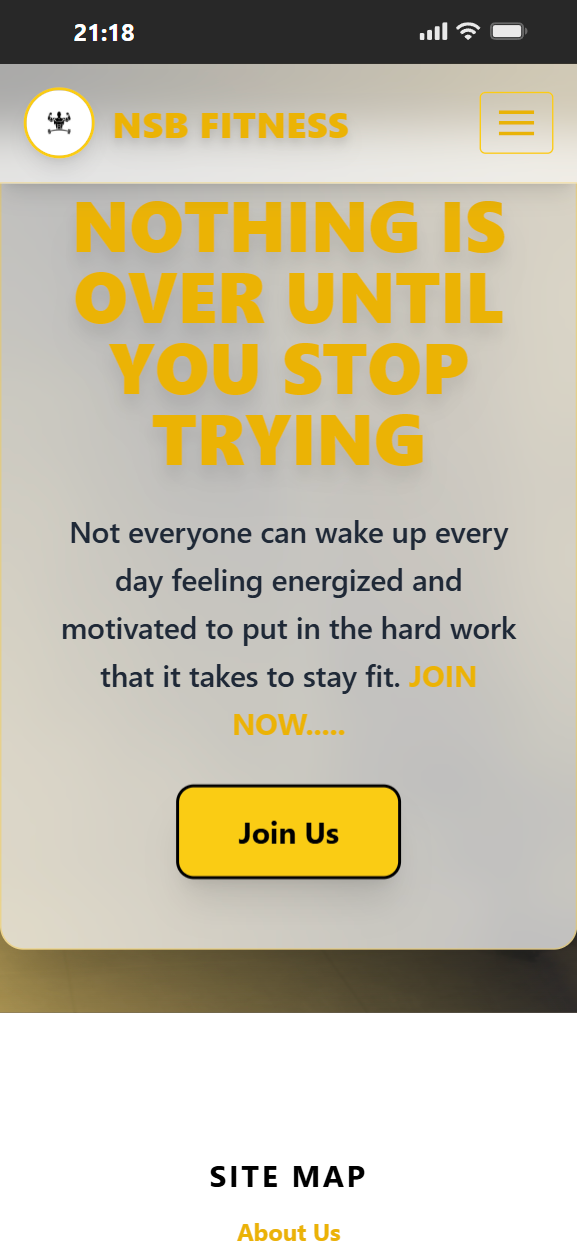 21:18
NSB FITNESS
NOTHING IS
OVER UNTIL
YOU STOP
TRYING
Not everyone can wake up every
day feeling energized and
motivated to put in the hard work
that it takes to stay fit. JOIN
NOW.....
Join Us
SITE MAP
About Us